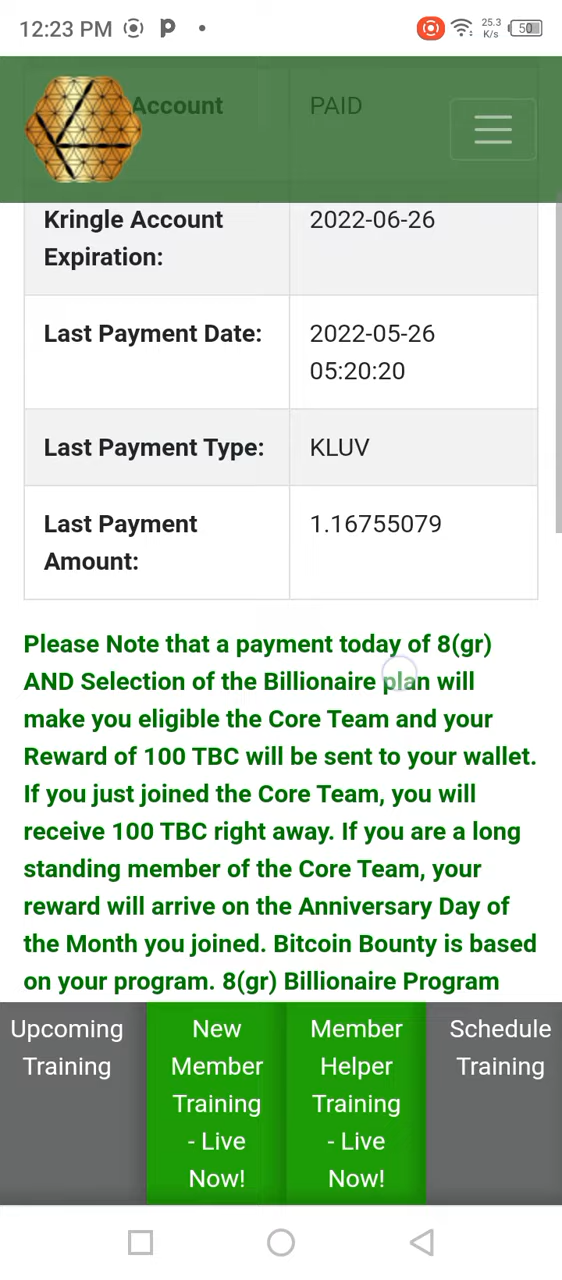 12:23 PM
25.3
K/s
50
Account
PAID
Kringle Account
Expiration:
2022-06-26
Last Payment Date:
2022-05-26
05:20:20
Last Payment Type:
KLUV
Last Payment
Amount:
1.16755079
Please Note that a payment today of 8(gr)
AND Selection of the Billionaire plan will
make you eligible the Core Team and your
Reward of 100 TBC will be sent to your wallet.
If you just joined the Core Team, you will
receive 100 TBC right away. If you are a long
standing member of the Core Team, your
reward will arrive on the Anniversary Day of
the Month you joined. Bitcoin Bounty is based
on your program. 8(gr) Billionaire Program
Upcoming
Training
New
Member
Training
- Live
Now!
Member
Helper
Training
- Live
Now!
Schedule
Training